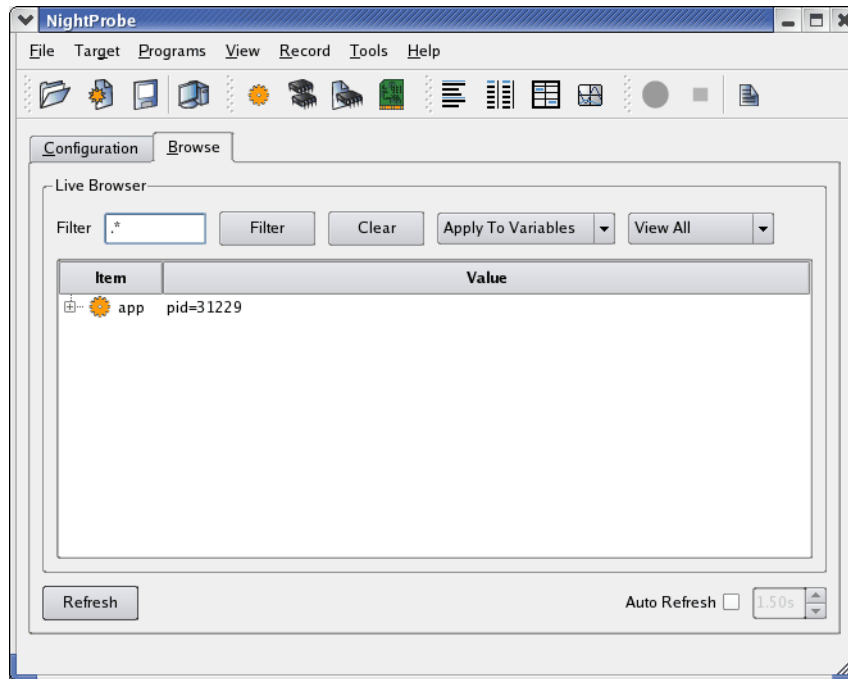 NightProbe
File Target Programs View Record Tools Help
Configuration Browse
Live Browser
Filter .* Filter Clear Apply To Variables View All
Item Value
app pid=31229
Refresh Auto Refresh 1.50s